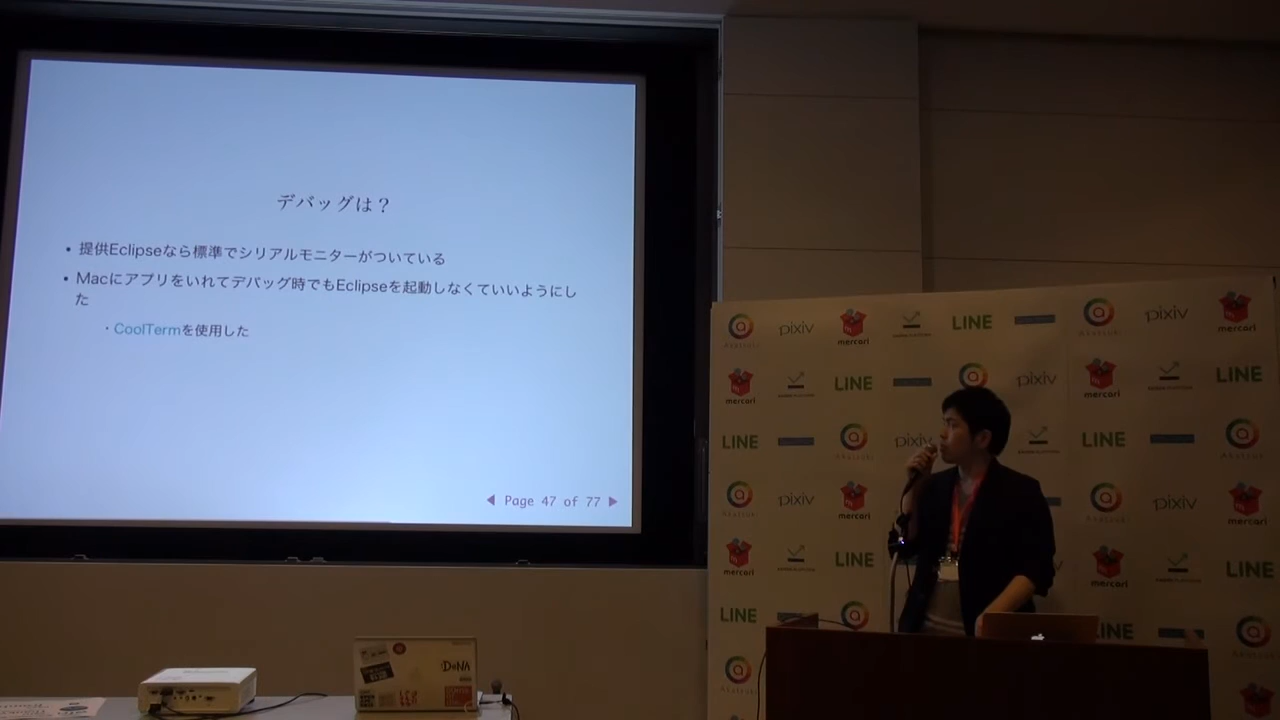 デバッグは？
• 提供Eclipseなら標準でシリアルモニターがついている
• Macにアプリをいれてデバッグ時でもEclipseを起動しなくていいようにし
た
・CoolTermを使用した
◀ Page 47 of 77 ▶
pixiv mercari LINE pixiv mercari
mercari LINE pixiv mercari LINE
LINE pixiv LINE
pixiv mercari pixiv mercari
mercari LINE mercari LINE
LINE LINE
DeNA